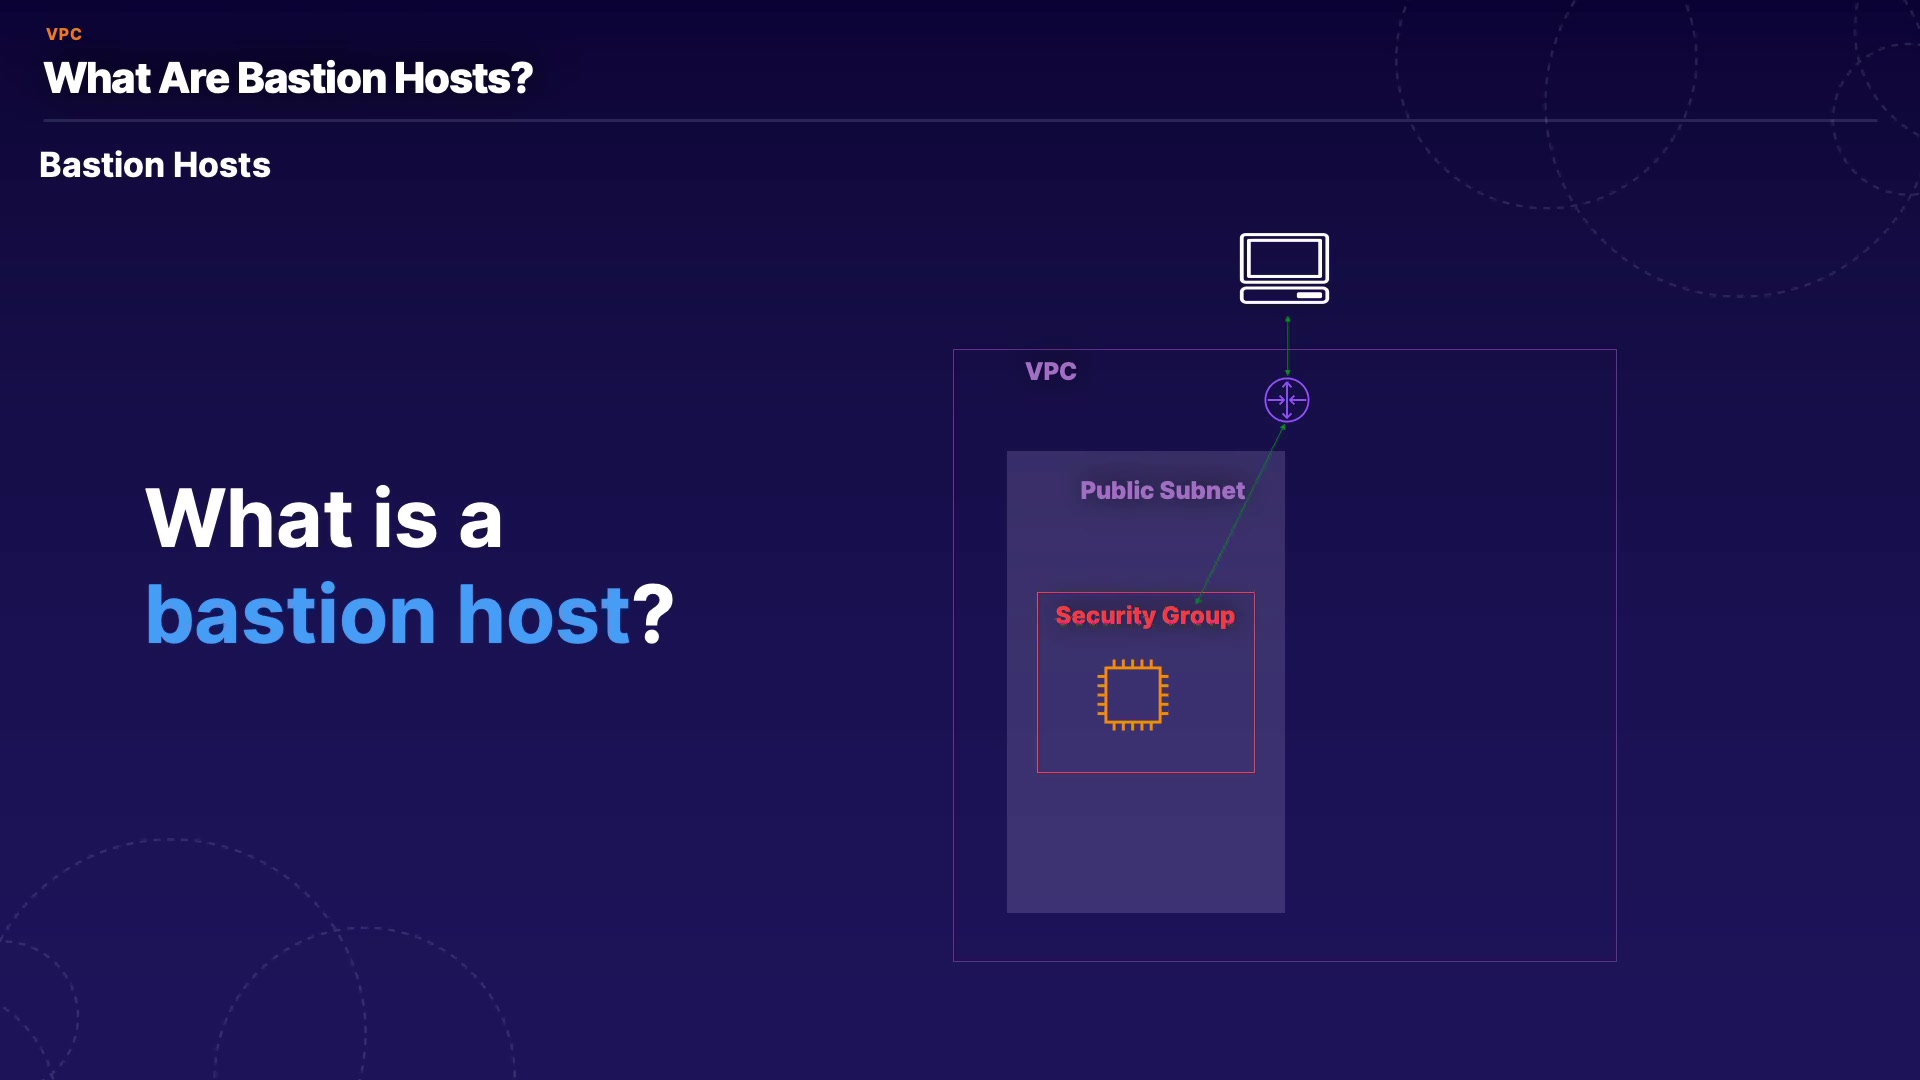 VPC
What Are Bastion Hosts?
Bastion Hosts
What is a
bastion host?
VPC
Public Subnet
Security Group